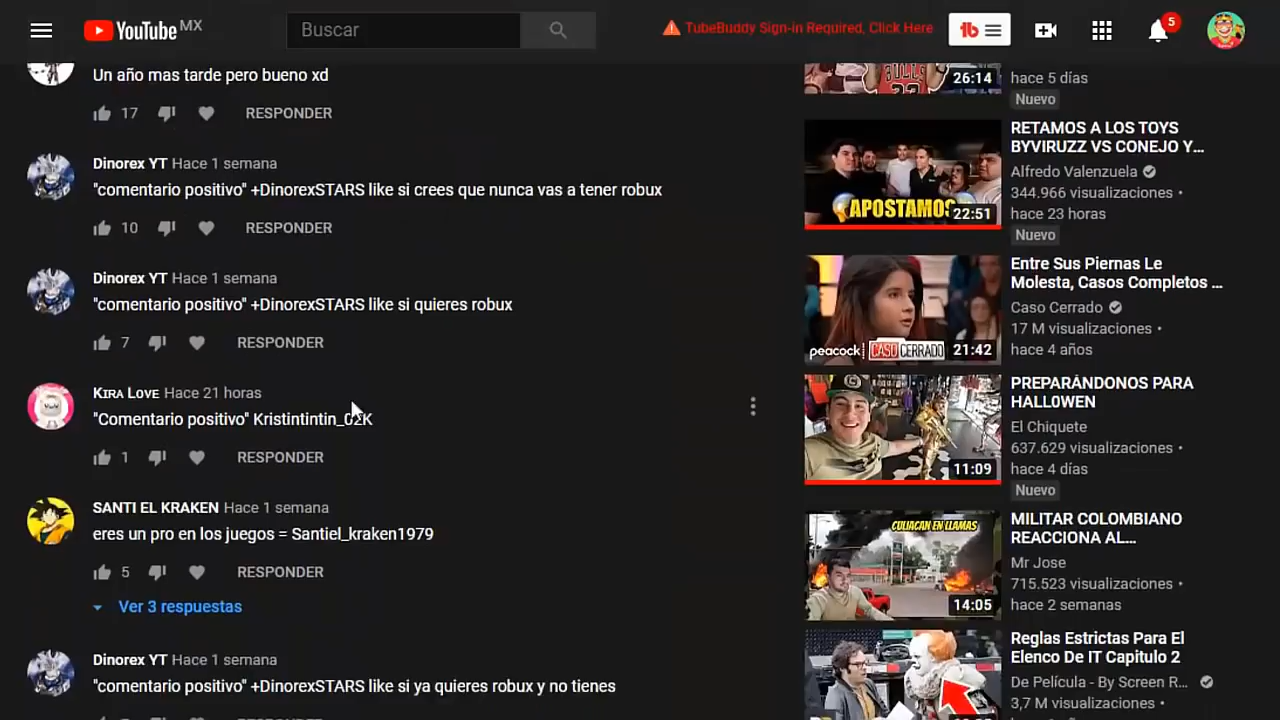 YouTube MX
Buscar
TubeBuddy Sign-in Required, Click Here
tb
5
Un año mas tarde pero bueno xd
17 RESPONDER
Dinorex YT Hace 1 semana
"comentario positivo" +DinorexSTARS like si crees que nunca vas a tener robux
10 RESPONDER
Dinorex YT Hace 1 semana
"comentario positivo" +DinorexSTARS like si quieres robux
7 RESPONDER
Kɪʀᴀ Lᴏᴠᴇ Hace 21 horas
"Comentario positivo" Kristintintin_02K
1 RESPONDER
SANTI EL KRAKEN Hace 1 semana
eres un pro en los juegos = Santiel_kraken1979
5 RESPONDER
Ver 3 respuestas
Dinorex YT Hace 1 semana
"comentario positivo" +DinorexSTARS like si ya quieres robux y no tienes
RESPONDER
BULLS
23
26:14
hace 5 días
Nuevo
APOSTAMOS
22:51
RETAMOS A LOS TOYS
BYVIRUZZ VS CONEJO Y...
Alfredo Valenzuela
344.966 visualizaciones •
hace 23 horas
Nuevo
peacock CASO CERRADO
21:42
Entre Sus Piernas Le
Molesta, Casos Completos ...
Caso Cerrado
17 M visualizaciones •
hace 4 años
11:09
PREPARÁNDONOS PARA
HALL0WEN
El Chiquete
637.629 visualizaciones •
hace 4 días
Nuevo
CULIACAN EN LLAMAS
14:05
MILITAR COLOMBIANO
REACCIONA AL...
Mr Jose
715.523 visualizaciones •
hace 2 semanas
Reglas Estrictas Para El
Elenco De IT Capitulo 2
De Película - By Screen R...
3,7 M visualizaciones •